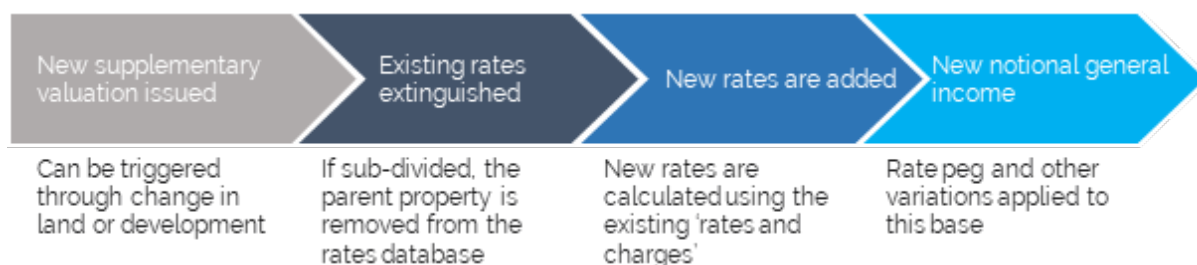 New supplementary
valuation issued
Existing rates
extinguished
New rates are added
New notional general
income
Can be triggered
through change in
land or development
If sub-divided, the
parent property is
removed from the
rates database
New rates are
calculated using the
existing ‘rates and
charges’
Rate peg and other
variations applied to
this base